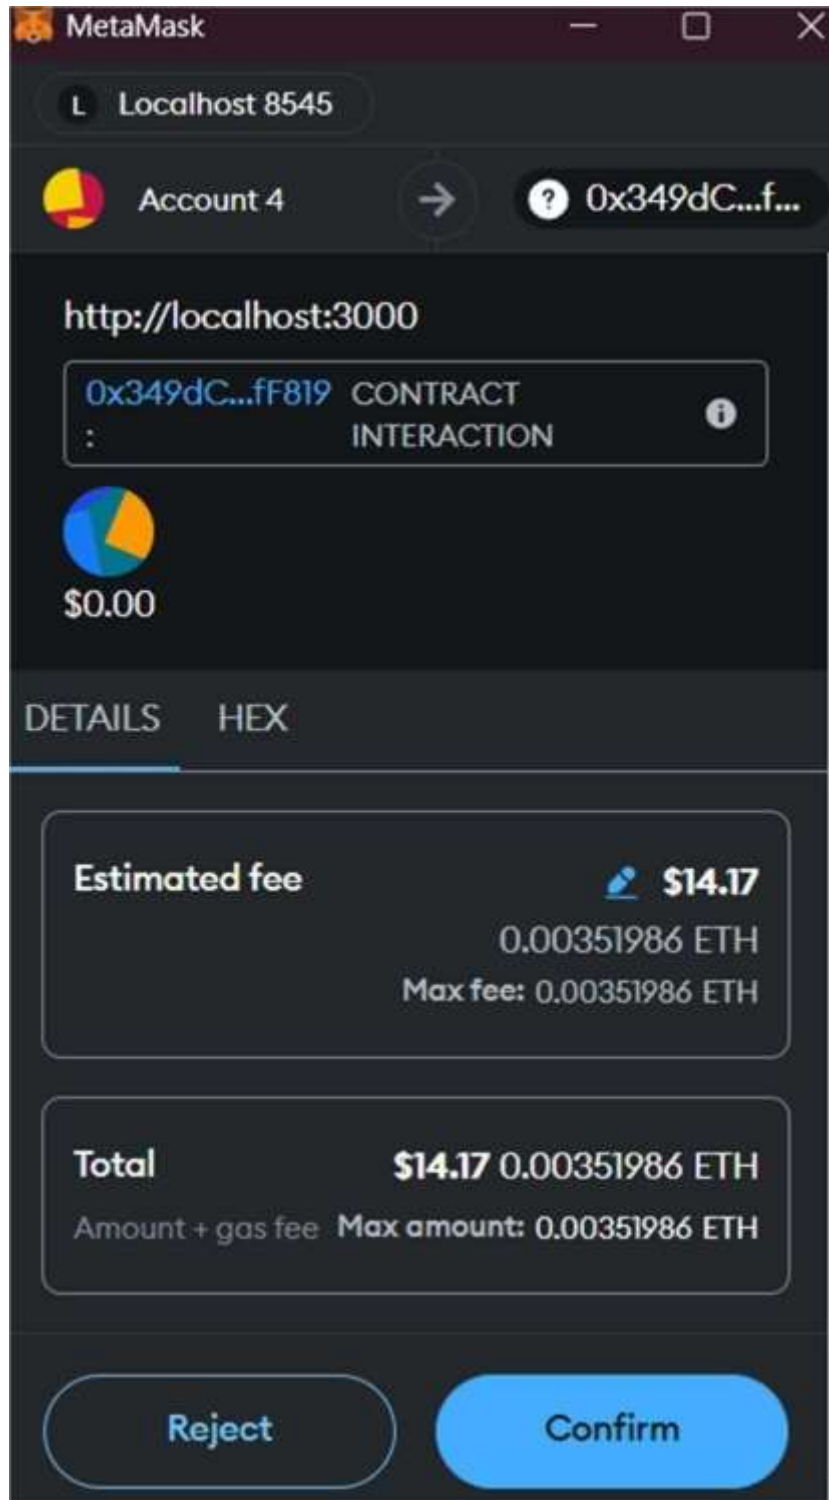 MetaMask
L Localhost 8545
Account 4 ? 0x349dC...f...
http://localhost:3000
0x349dC...fF819 CONTRACT
: INTERACTION
$0.00
DETAILS HEX
Estimated fee $14.17
0.00351986 ETH
Max fee: 0.00351986 ETH
Total $14.17 0.00351986 ETH
Amount + gas fee Max amount: 0.00351986 ETH
Reject Confirm